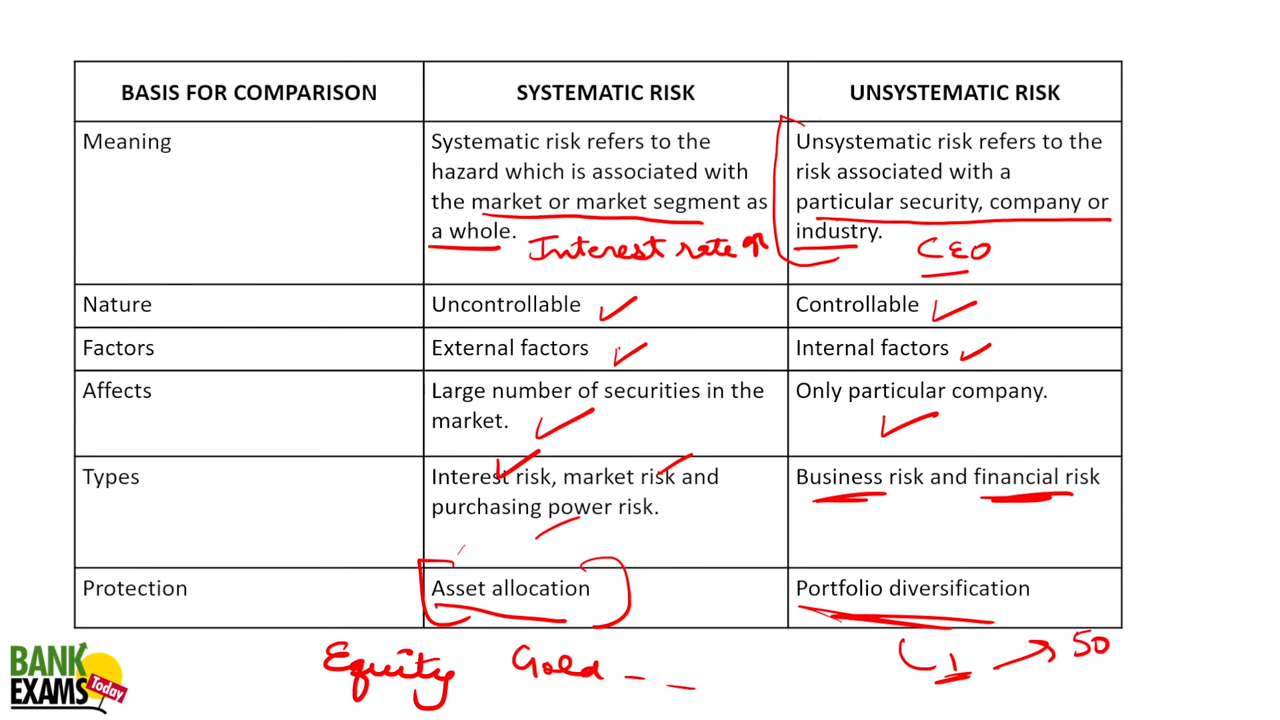 BASIS FOR COMPARISON SYSTEMATIC RISK UNSYSTEMATIC RISK
Meaning
Systematic risk refers to the
hazard which is associated with
the market or market segment as
a whole.
Interest rate
Unsystematic risk refers to the
risk associated with a
particular security, company or
industry.
CEO
Nature Uncontrollable Controllable
Factors External factors Internal factors
Affects
Large number of securities in the
market.
Only particular company.
Types
Interest risk, market risk and
purchasing power risk.
Business risk and financial risk
Protection Asset allocation Portfolio diversification
Equity Gold
1 → 50
BANK
EXAMS Today